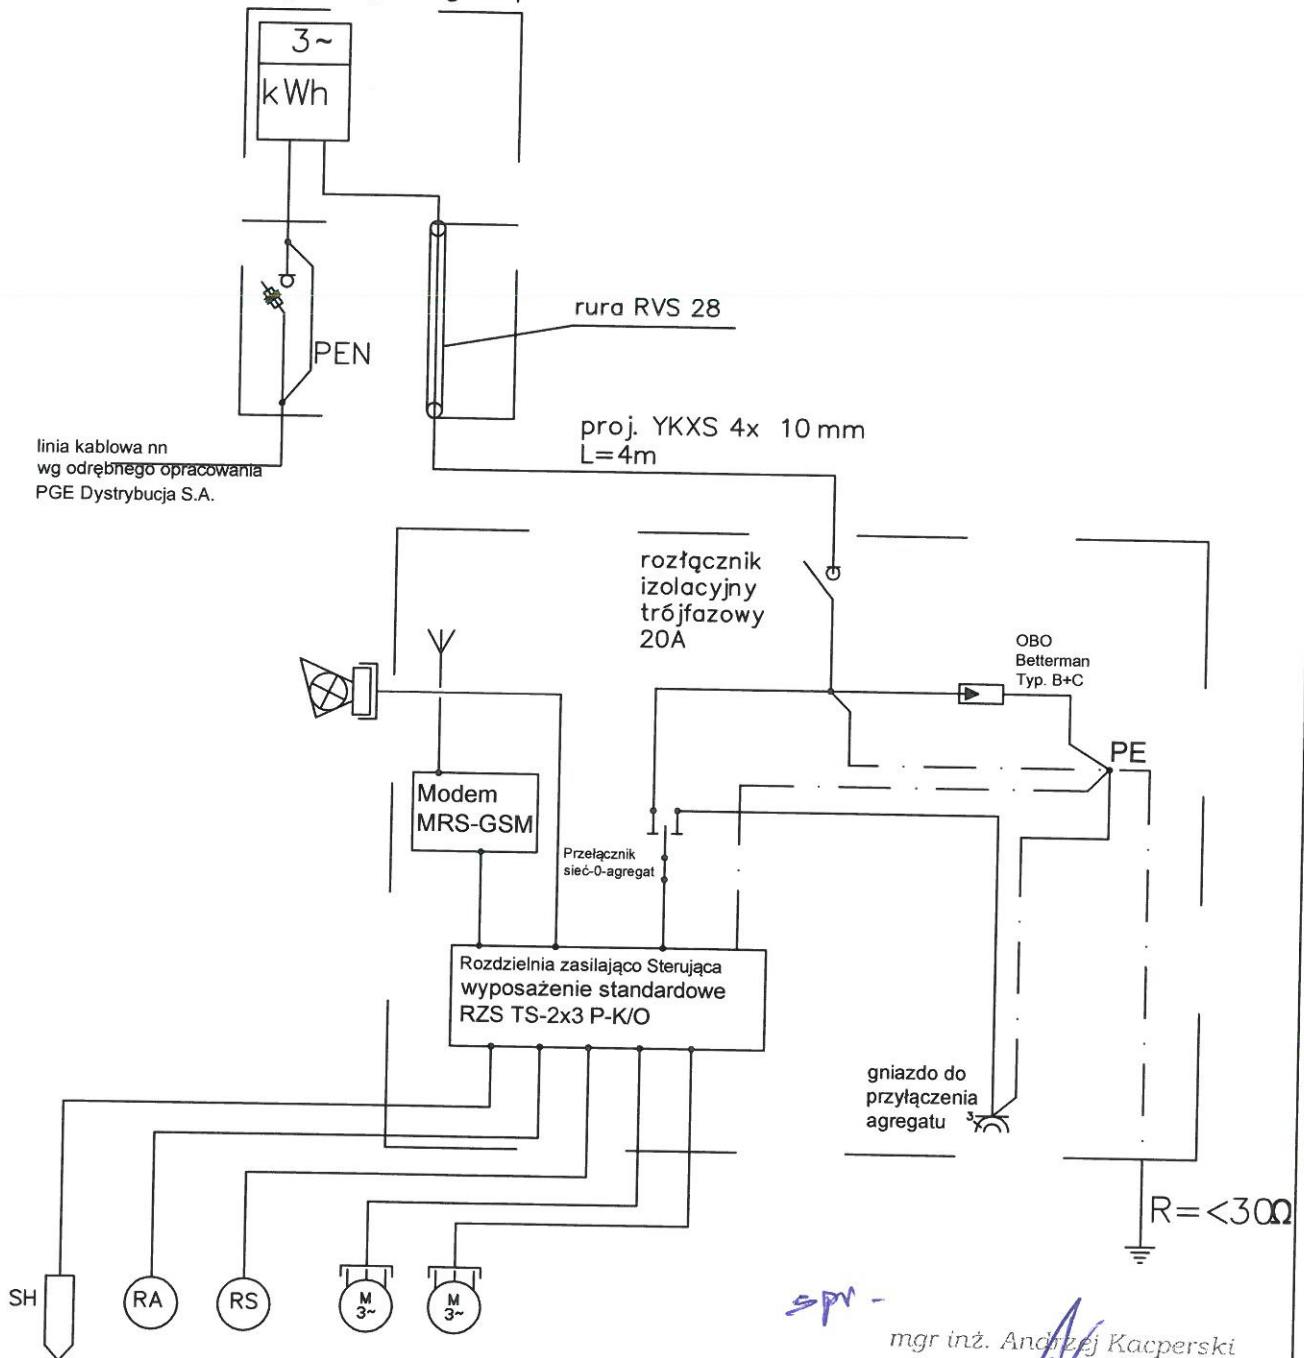 3~
kWh
rura RVS 28
PEN
proj. YKXS 4x 10 mm
L=4m
linia kablowa nn
wg odrębnego opracowania
PGE Dystrybucja S.A.
rozłącznik
izolacyjny
trójfazowy
20A
OBO
Betterman
Typ. B+C
PE
Modem
MRS-GSM
Przełącznik
sieć-0-agregat
Rozdzielnia zasilająco Sterująca
wyposażenie standardowe
RZS TS-2x3 P-K/O
gniazdo do
przyłączenia
agregatu
3
R=<30Ω
SH
RA
RS
M
3~
M
3~
spr -
mgr inż. Andrzej Kacperski